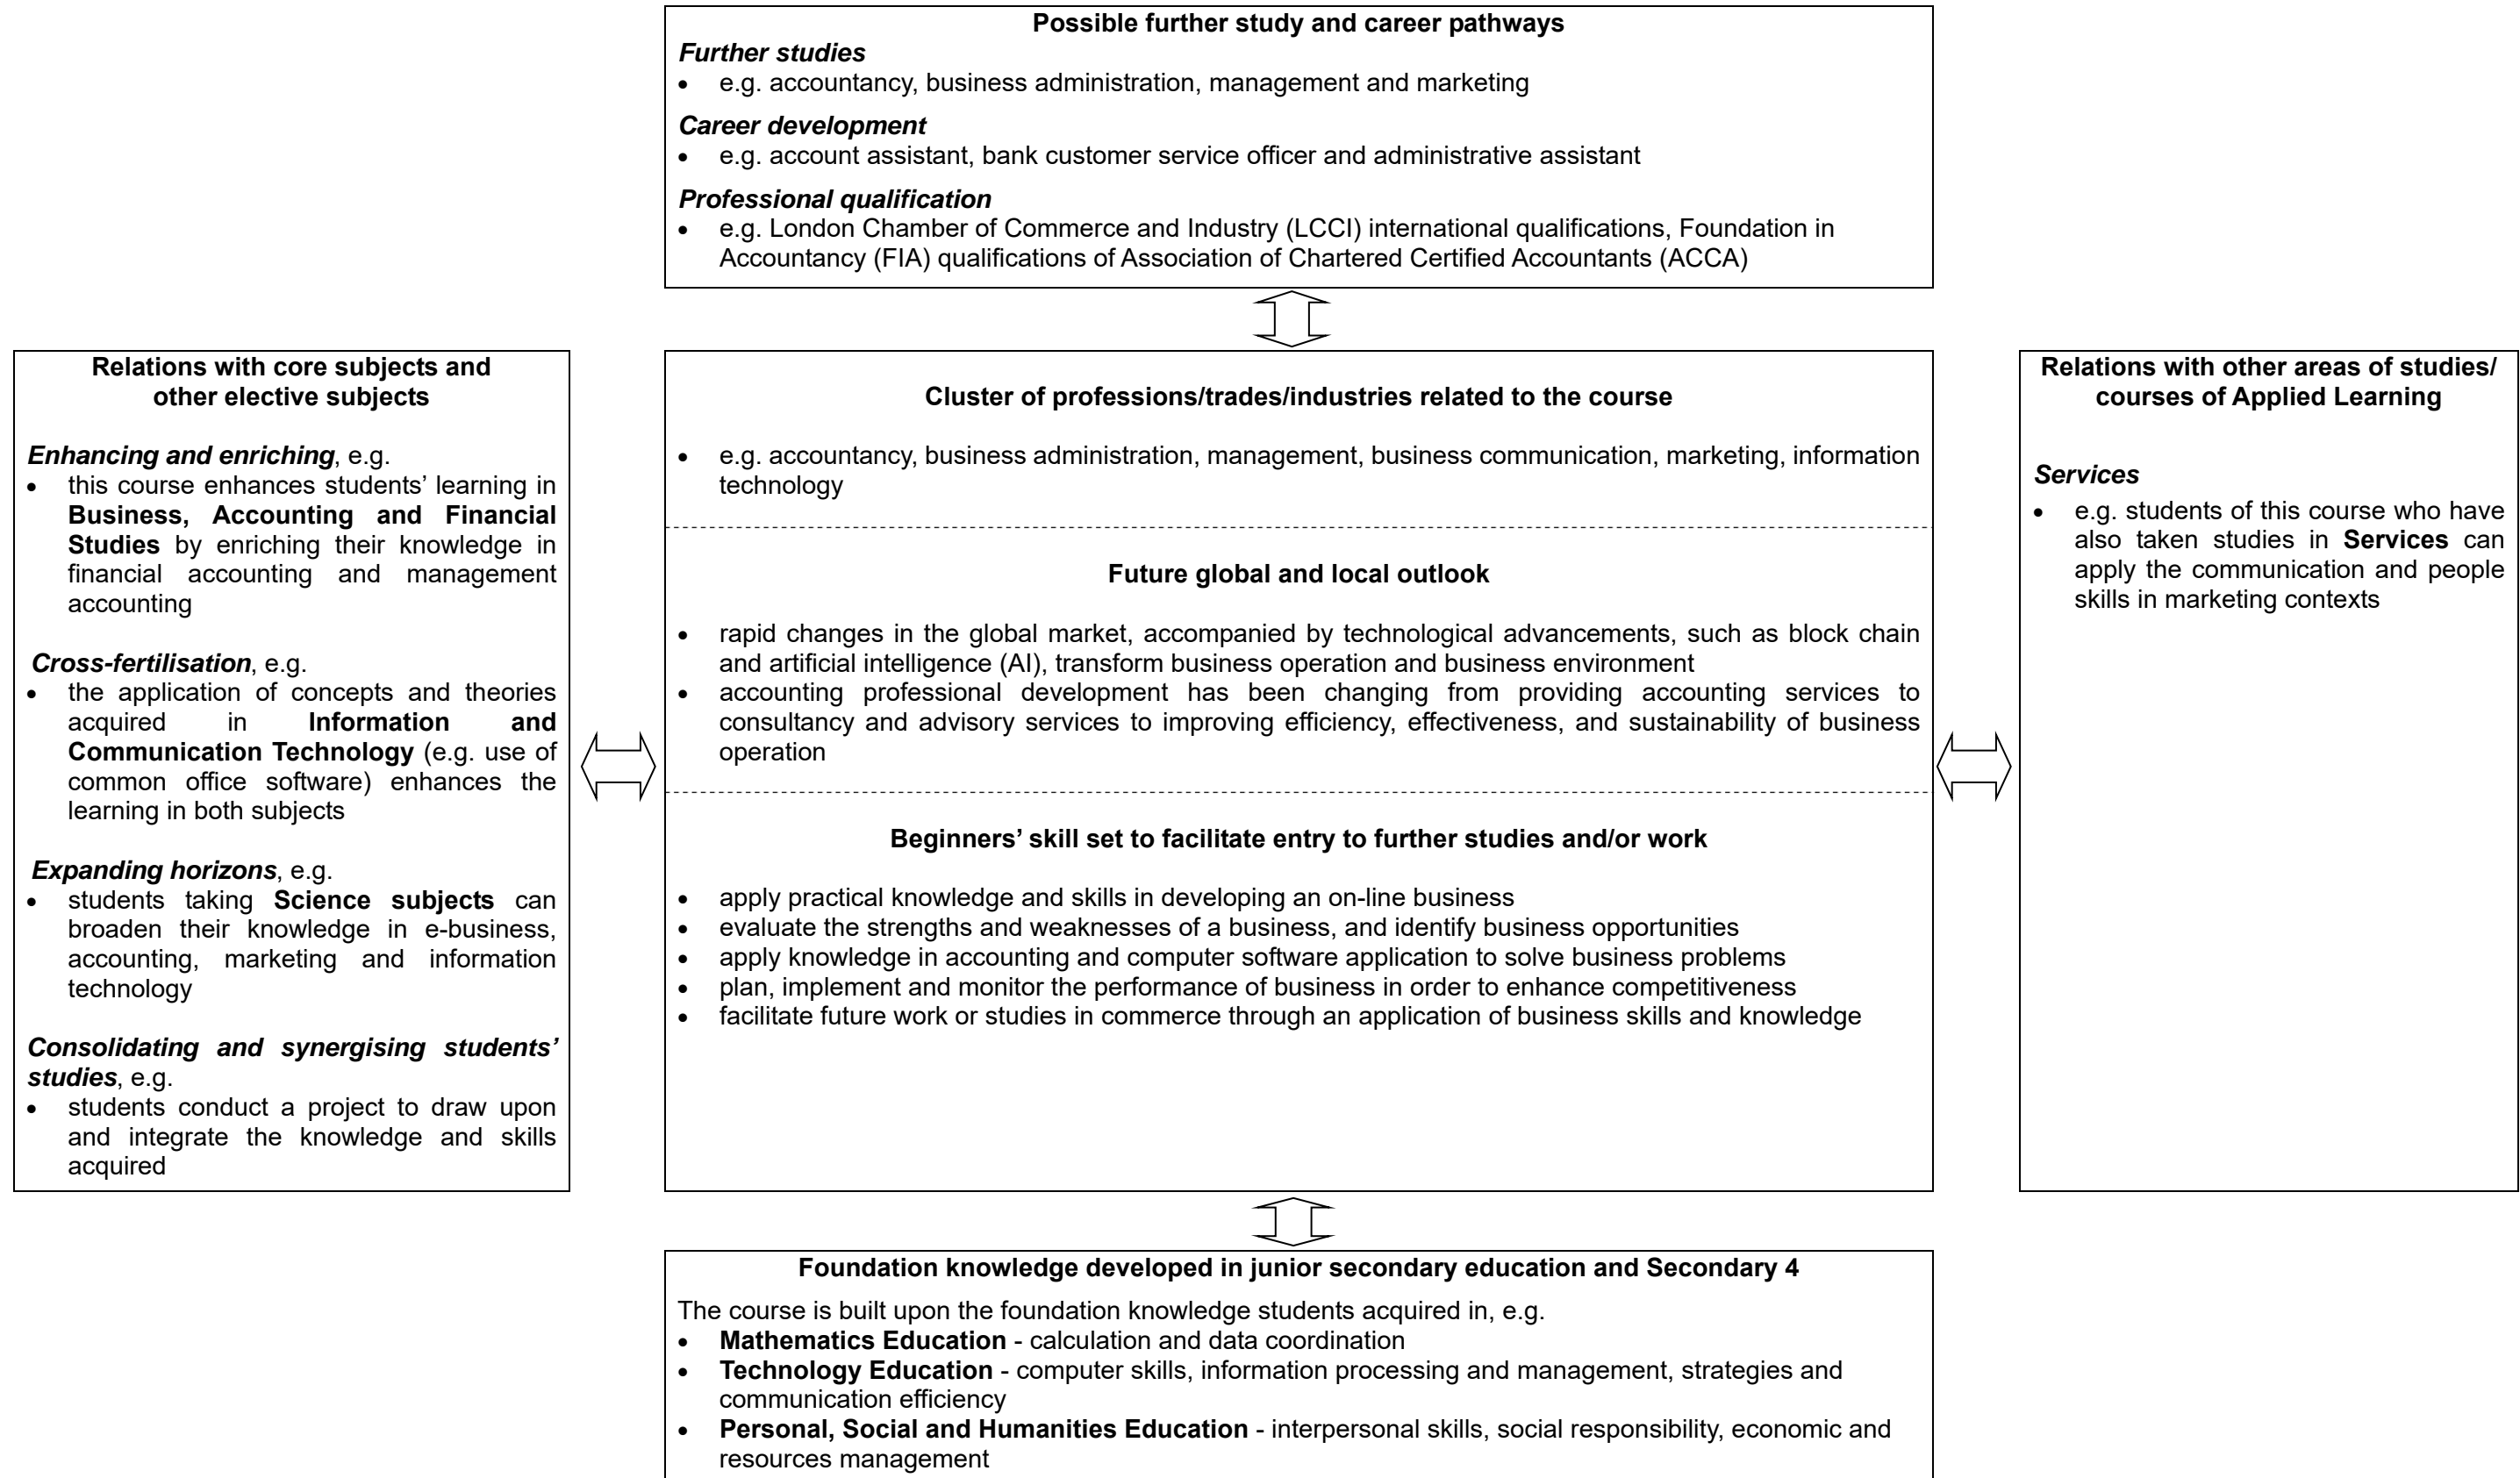 Possible further study and career pathways
Further studies
• e.g. accountancy, business administration, management and marketing
Career development
• e.g. account assistant, bank customer service officer and administrative assistant
Professional qualification
• e.g. London Chamber of Commerce and Industry (LCCI) international qualifications, Foundation in
Accountancy (FIA) qualifications of Association of Chartered Certified Accountants (ACCA)
Relations with core subjects and
other elective subjects
Enhancing and enriching, e.g.
• this course enhances students’ learning in
Business, Accounting and Financial
Studies by enriching their knowledge in
financial accounting and management
accounting
Cross-fertilisation, e.g.
• the application of concepts and theories
acquired in Information and
Communication Technology (e.g. use of
common office software) enhances the
learning in both subjects
Expanding horizons, e.g.
• students taking Science subjects can
broaden their knowledge in e-business,
accounting, marketing and information
technology
Consolidating and synergising students’
studies, e.g.
• students conduct a project to draw upon
and integrate the knowledge and skills
acquired
Cluster of professions/trades/industries related to the course
• e.g. accountancy, business administration, management, business communication, marketing, information
technology
Future global and local outlook
• rapid changes in the global market, accompanied by technological advancements, such as block chain
and artificial intelligence (AI), transform business operation and business environment
• accounting professional development has been changing from providing accounting services to
consultancy and advisory services to improving efficiency, effectiveness, and sustainability of business
operation
Beginners’ skill set to facilitate entry to further studies and/or work
• apply practical knowledge and skills in developing an on-line business
• evaluate the strengths and weaknesses of a business, and identify business opportunities
• apply knowledge in accounting and computer software application to solve business problems
• plan, implement and monitor the performance of business in order to enhance competitiveness
• facilitate future work or studies in commerce through an application of business skills and knowledge
Relations with other areas of studies/
courses of Applied Learning
Services
• e.g. students of this course who have
also taken studies in Services can
apply the communication and people
skills in marketing contexts
Foundation knowledge developed in junior secondary education and Secondary 4
The course is built upon the foundation knowledge students acquired in, e.g.
• Mathematics Education - calculation and data coordination
• Technology Education - computer skills, information processing and management, strategies and
communication efficiency
• Personal, Social and Humanities Education - interpersonal skills, social responsibility, economic and
resources management